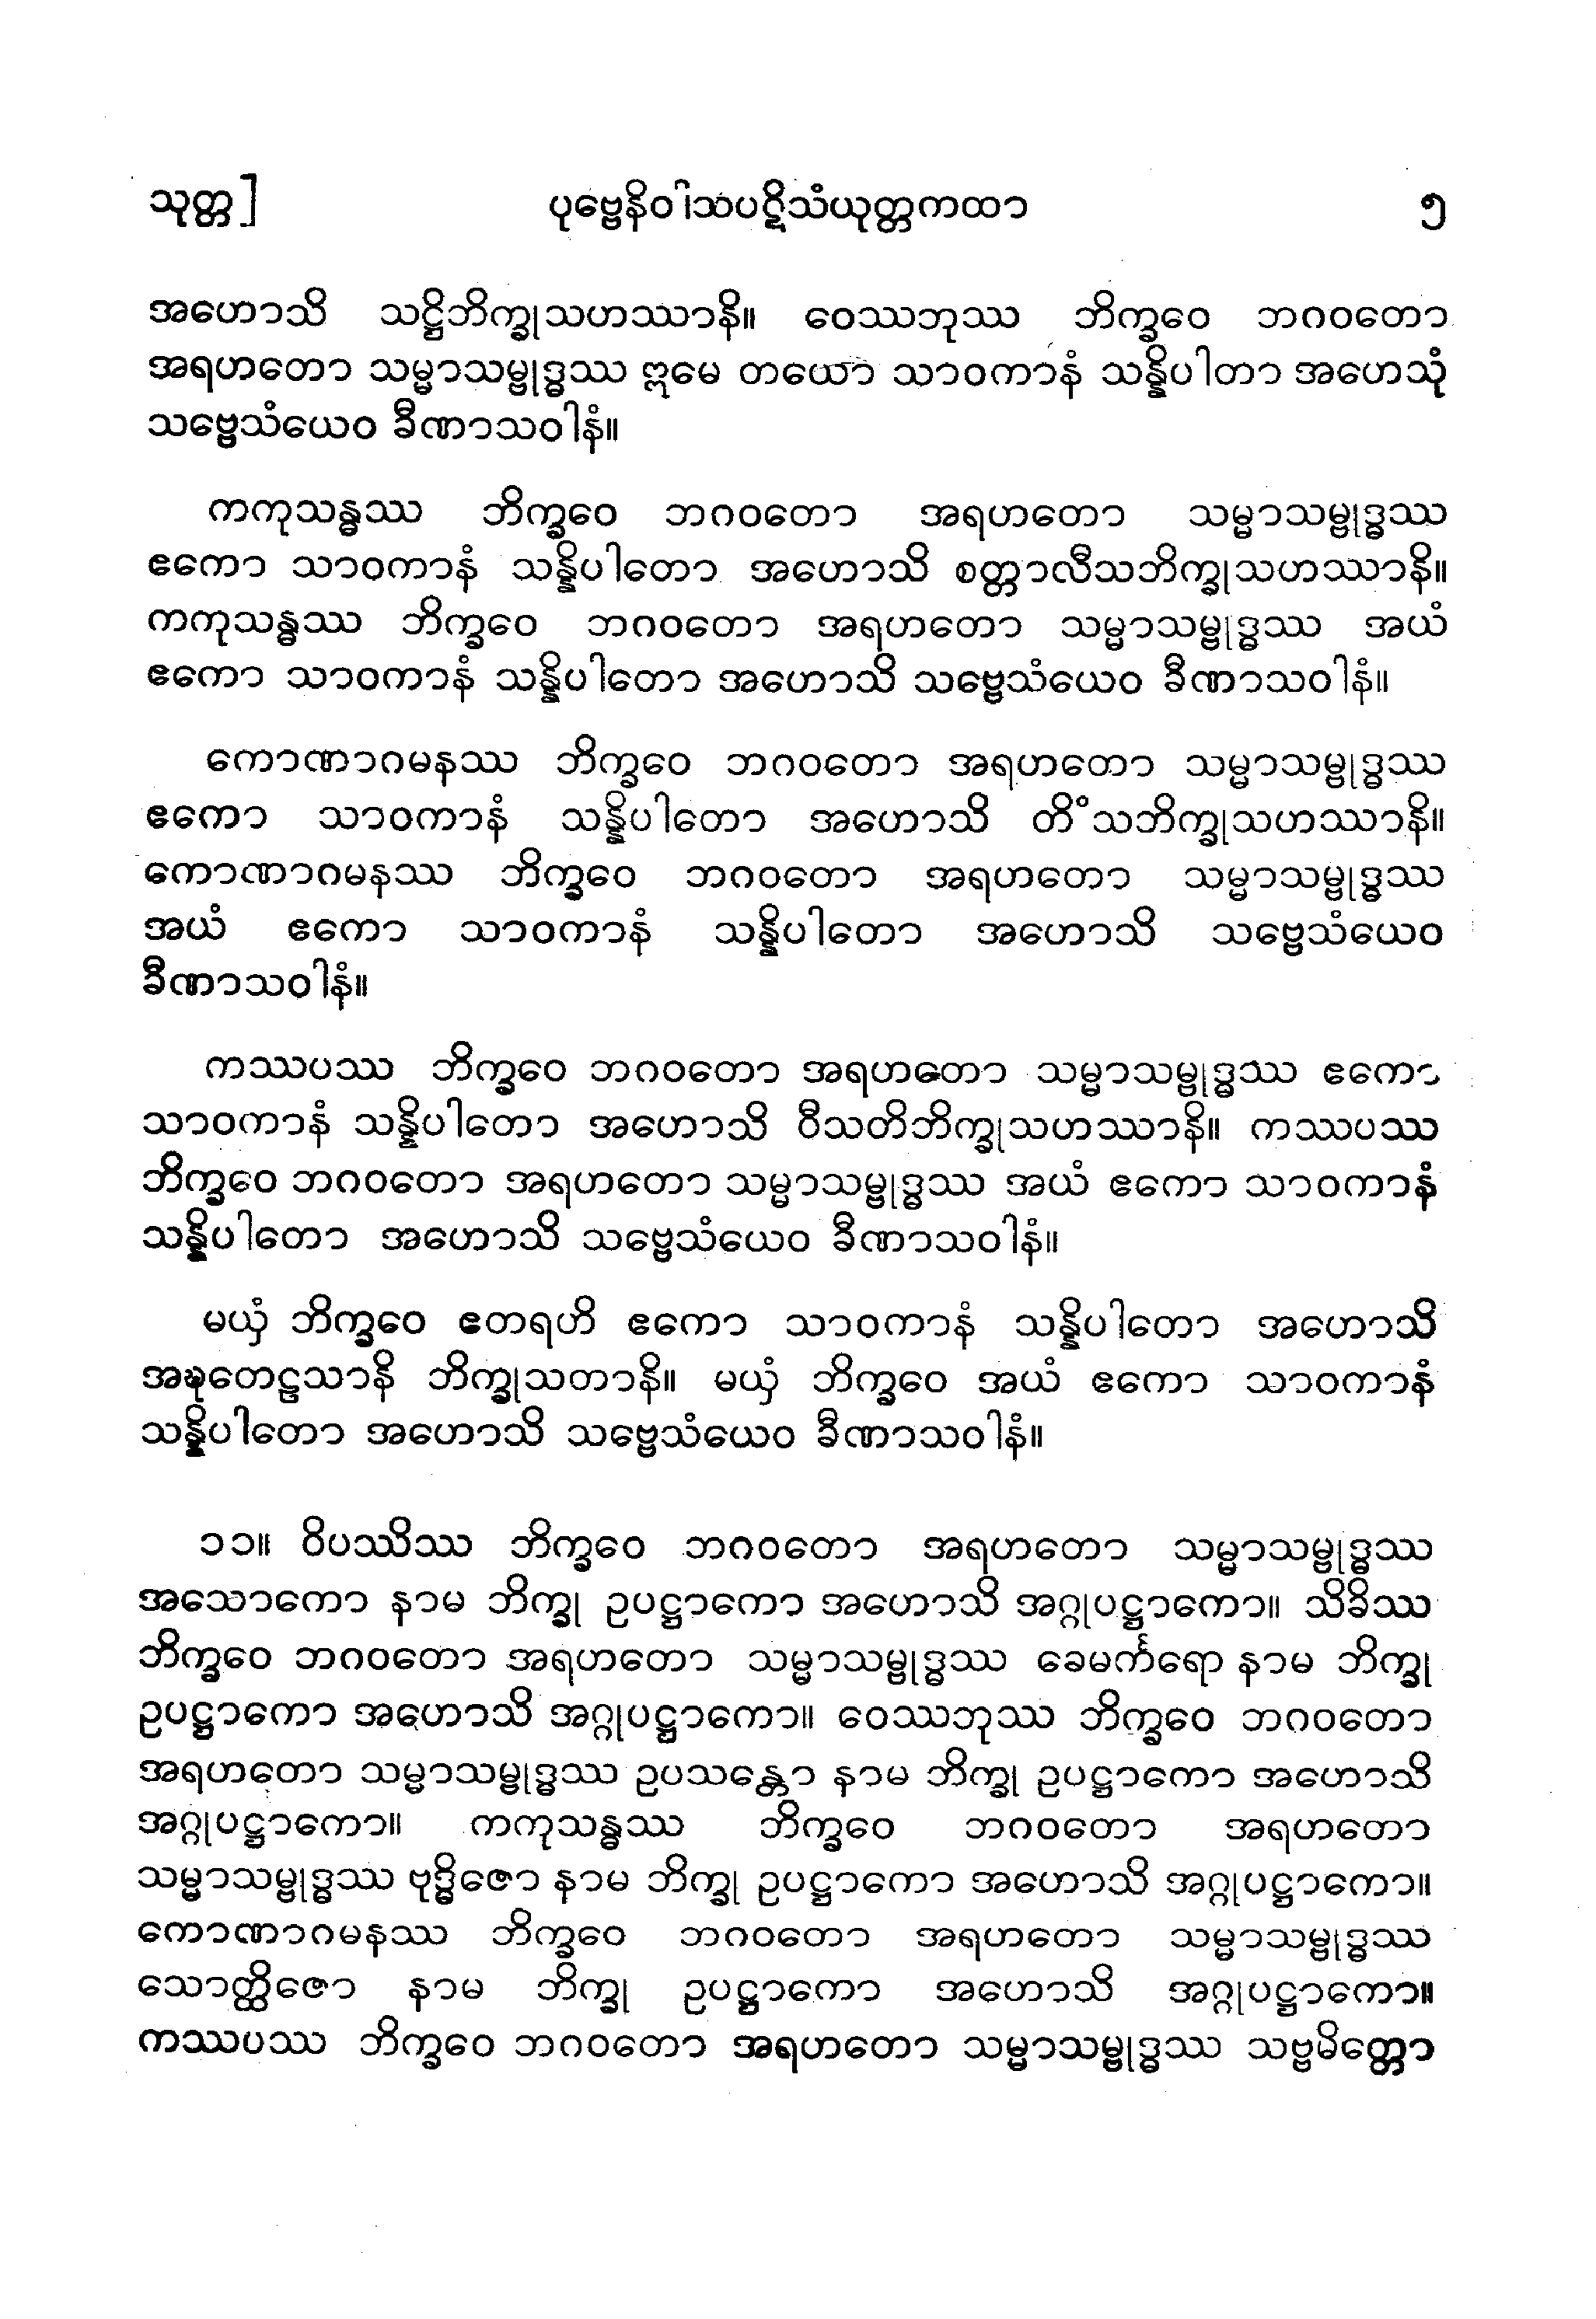 သုတ္တ] ပုဗ္ဗေနိဝါသပဋိသံယုတ္တကထာ ၅
အဟောသိ သဋ္ဌိဘိက္ခုသဟဿာနိ။ ဝေဿဘုဿ ဘိက္ခဝေ ဘဂဝတော
အရဟတော သမ္မာသမ္ဗုဒ္ဓဿ ဣမေ တယော သာဝကာနံ သန္နိပါတာ အဟေသုံ
သဗ္ဗေသံယေဝ ခီဏာသဝါနံ။
ကကုသန္ဓဿ ဘိက္ခဝေ ဘဂဝတော အရဟတော သမ္မာသမ္ဗုဒ္ဓဿ
ဧကော သာဝကာနံ သန္နိပါတော အဟောသိ စတ္တာလီသဘိက္ခုသဟဿာနိ။
ကကုသန္ဓဿ ဘိက္ခဝေ ဘဂဝတော အရဟတော သမ္မာသမ္ဗုဒ္ဓဿ အယံ
ဧကော သာဝကာနံ သန္နိပါတော အဟောသိ သဗ္ဗေသံယေဝ ခီဏာသဝါနံ။
ကောဏာဂမနဿ ဘိက္ခဝေ ဘဂဝတော အရဟတော သမ္မာသမ္ဗုဒ္ဓဿ
ဧကော သာဝကာနံ သန္နိပါတော အဟောသိ တိံသဘိက္ခုသဟဿာနိ။
ကောဏာဂမနဿ ဘိက္ခဝေ ဘဂဝတော အရဟတော သမ္မာသမ္ဗုဒ္ဓဿ
အယံ ဧကော သာဝကာနံ သန္နိပါတော အဟောသိ သဗ္ဗေသံယေဝ
ခီဏာသဝါနံ။
ကဿပဿ ဘိက္ခဝေ ဘဂဝတော အရဟတော သမ္မာသမ္ဗုဒ္ဓဿ ဧကော
သာဝကာနံ သန္နိပါတော အဟောသိ ဝီသတိဘိက္ခုသဟဿာနိ။ ကဿပဿ
ဘိက္ခဝေ ဘဂဝတော အရဟတော သမ္မာသမ္ဗုဒ္ဓဿ အယံ ဧကော သာဝကာနံ
သန္နိပါတော အဟောသိ သဗ္ဗေသံယေဝ ခီဏာသဝါနံ။
မယှံ ဘိက္ခဝေ ဧတရဟိ ဧကော သာဝကာနံ သန္နိပါတော အဟောသိ
အဍ္ဎတေဠသာနိ ဘိက္ခုသတာနိ။ မယှံ ဘိက္ခဝေ အယံ ဧကော သာဝကာနံ
သန္နိပါတော အဟောသိ သဗ္ဗေသံယေဝ ခီဏာသဝါနံ။
၁၁။ ဝိပဿိဿ ဘိက္ခဝေ ဘဂဝတော အရဟတော သမ္မာသမ္ဗုဒ္ဓဿ
အသောကော နာမ ဘိက္ခု ဥပဋ္ဌာကော အဟောသိ အဂ္ဂုပဋ္ဌာကော။ သိခိဿ
ဘိက္ခဝေ ဘဂဝတော အရဟတော သမ္မာသမ္ဗုဒ္ဓဿ ခေမင်္ကရော နာမ ဘိက္ခု
ဥပဋ္ဌာကော အဟောသိ အဂ္ဂုပဋ္ဌာကော။ ဝေဿဘုဿ ဘိက္ခဝေ ဘဂဝတော
အရဟတော သမ္မာသမ္ဗုဒ္ဓဿ ဥပသန္တော နာမ ဘိက္ခု ဥပဋ္ဌာကော အဟောသိ
အဂ္ဂုပဋ္ဌာကော။ ကကုသန္ဓဿ ဘိက္ခဝေ ဘဂဝတော အရဟတော
သမ္မာသမ္ဗုဒ္ဓဿ ဗုဒ္ဓိဇော နာမ ဘိက္ခု ဥပဋ္ဌာကော အဟောသိ အဂ္ဂုပဋ္ဌာကော။
ကောဏာဂမနဿ ဘိက္ခဝေ ဘဂဝတော အရဟတော သမ္မာသမ္ဗုဒ္ဓဿ
သောတ္ထိဇော နာမ ဘိက္ခု ဥပဋ္ဌာကော အဟောသိ အဂ္ဂုပဋ္ဌာကော။
ကဿပဿ ဘိက္ခဝေ ဘဂဝတော အရဟတော သမ္မာသမ္ဗုဒ္ဓဿ သဗ္ဗမိတ္တော